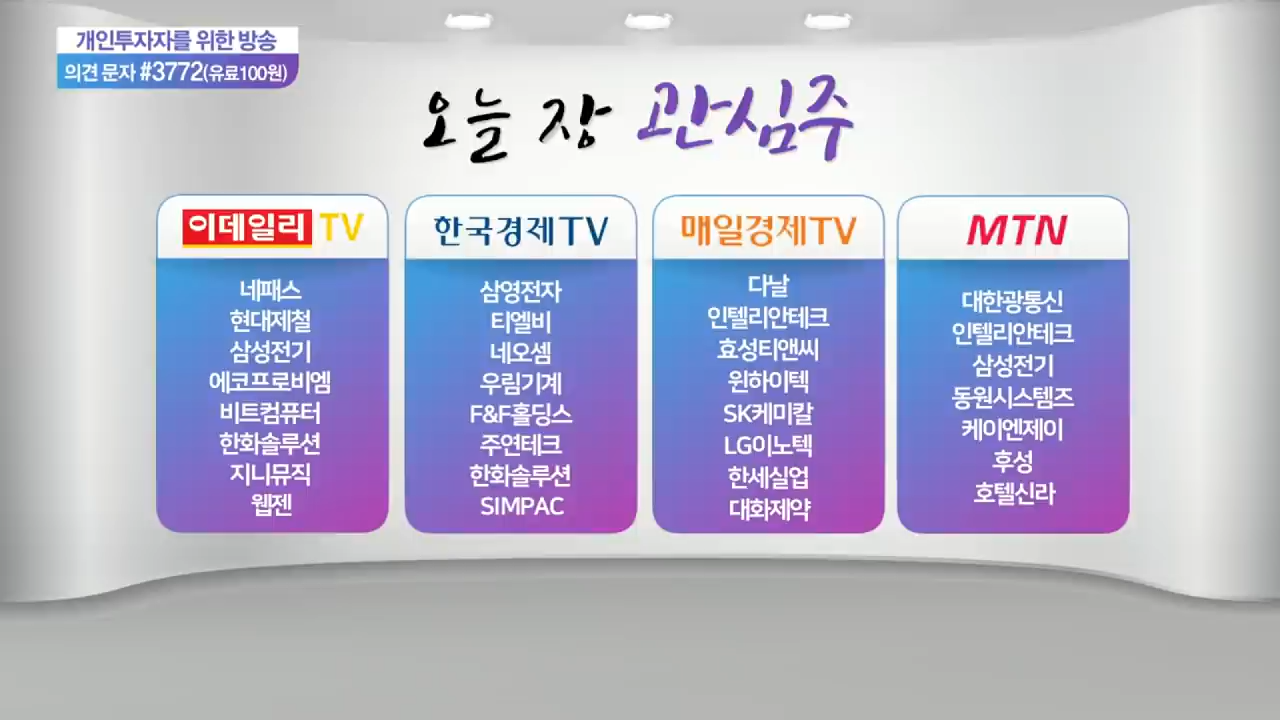 개인투자자를 위한 방송
의견 문자 #3772(유료100원)
오늘 장 관심주
이데일리 TV
네패스
현대제철
삼성전기
에코프로비엠
비트컴퓨터
한화솔루션
지니뮤직
웹젠
한국경제TV
삼영전자
티엘비
네오셈
우림기계
F&F홀딩스
주연테크
한화솔루션
SIMPAC
매일경제TV
다날
인텔리안테크
효성티앤씨
윈하이텍
SK케미칼
LG이노텍
한세실업
대화제약
MTN
대한광통신
인텔리안테크
삼성전기
동원시스템즈
케이엔제이
후성
호텔신라